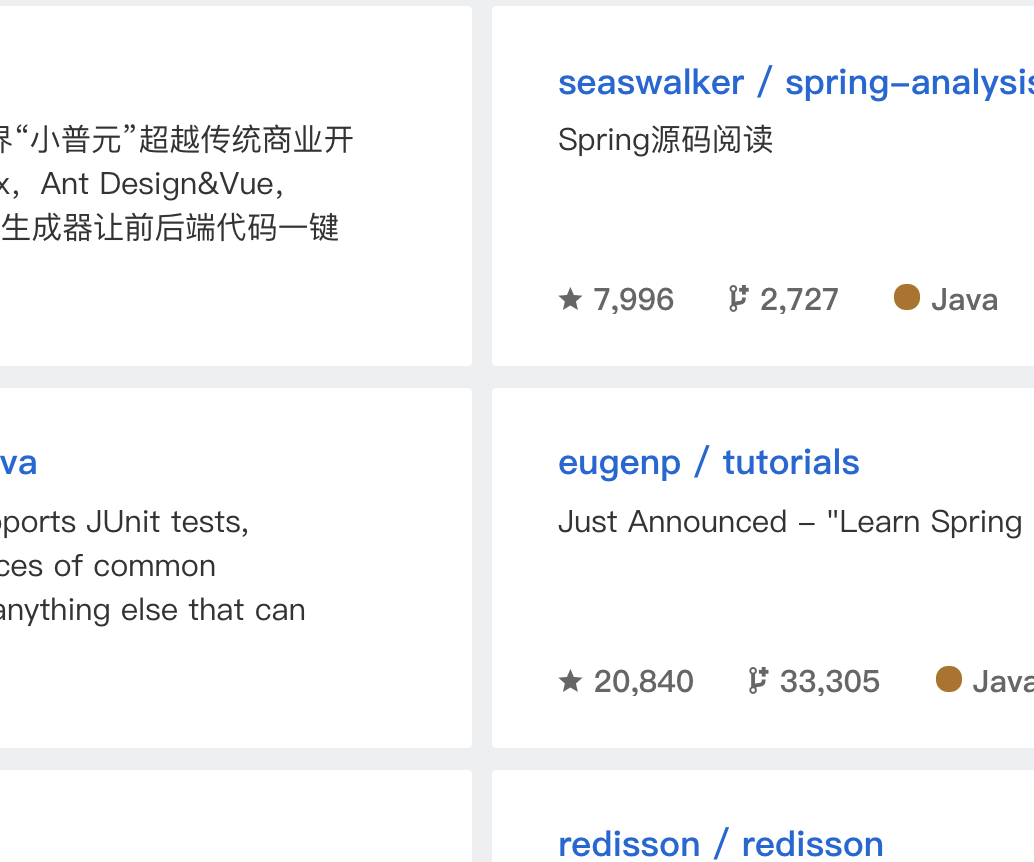 界“小普元”超越传统商业开
x，Ant Design&Vue，
生成器让前后端代码一键
seaswalker / spring-analysis
Spring源码阅读
7,996 2,727 Java
va
ports JUnit tests,
ces of common
anything else that can
eugenp / tutorials
Just Announced - "Learn Spring
20,840 33,305 Java
redisson / redisson